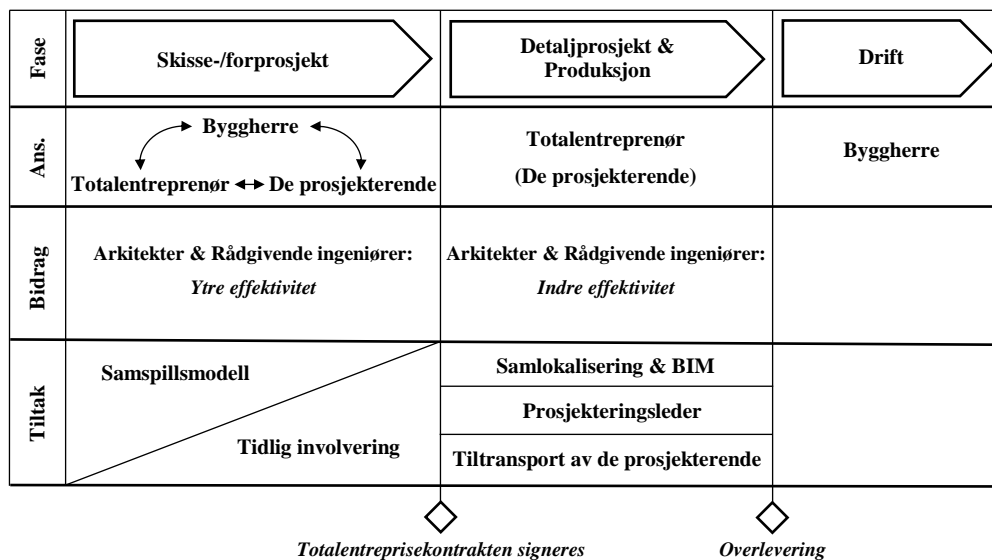 Fase
Skisse-/forprosjekt
Detaljprosjekt &
Produksjon
Drift
Ans.
Byggherre
Totalentreprenør
De prosjekterende
Totalentreprenør
(De prosjekterende)
Byggherre
Bidrag
Arkitekter & Rådgivende ingeniører:
Ytre effektivitet
Arkitekter & Rådgivende ingeniører:
Indre effektivitet
Tiltak
Samspillsmodell
Tidlig involvering
Samlokalisering & BIM
Prosjekteringsleder
Tiltransport av de prosjekterende
Totalentreprisekontrakten signeres
Overlevering